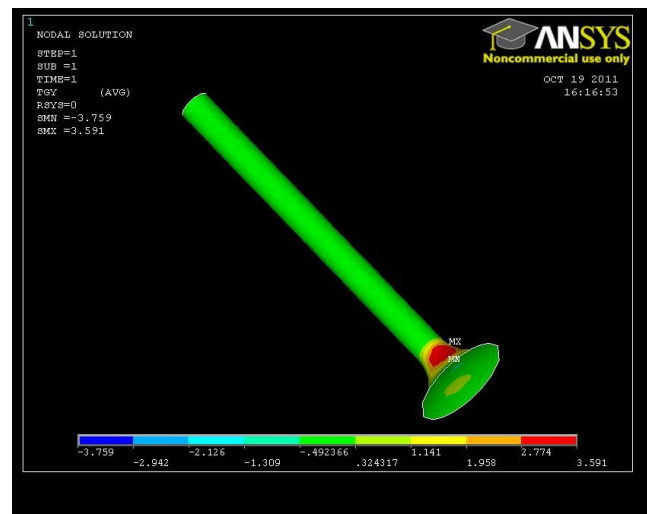 1
NODAL SOLUTION
STEP=1
SUB =1
TIME=1
TGY (AVG)
RSYS=0
SMN =-3.759
SMX =3.591
ANSYS
Noncommercial use only
OCT 19 2011
16:16:53
MX
MN
-3.759 -2.126 -.492366 1.141 2.774
-2.942 -1.309 .324317 1.958 3.591